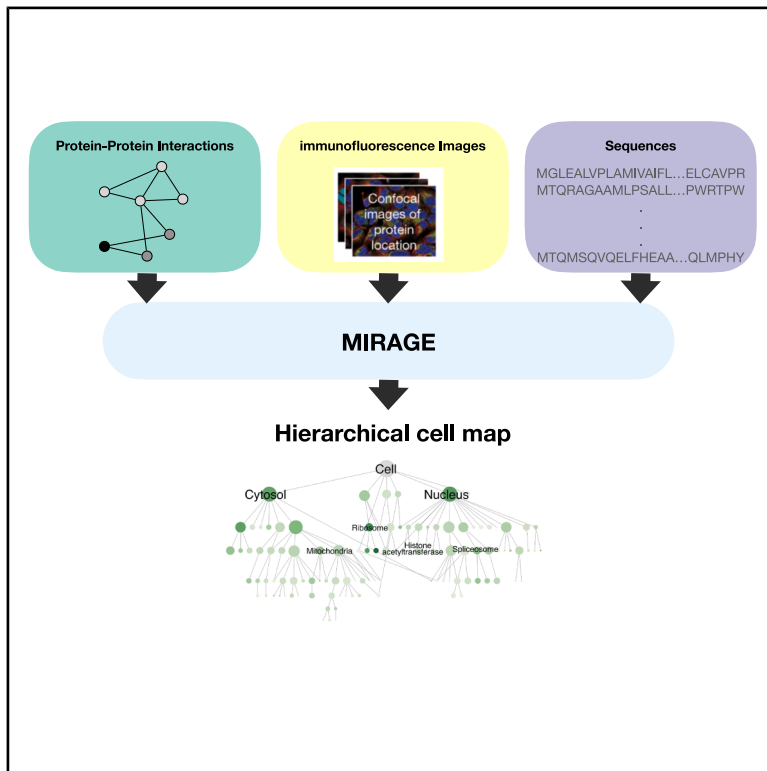 Protein-Protein Interactions
immunofluorescence Images
Sequences
MGLEALVPLAMIVAIFL...ELCAVPR
MTQRAGAAMLPSALL...PWRTPW
.
.
.
MTQMSQVQELFHEAA...QLMPHY
Confocal
images of
protein
location
MIRAGE
Hierarchical cell map
Cell
Cytosol
Nucleus
Ribosome
Mitochondria
Histone
acetyltransferase
Spliceosome